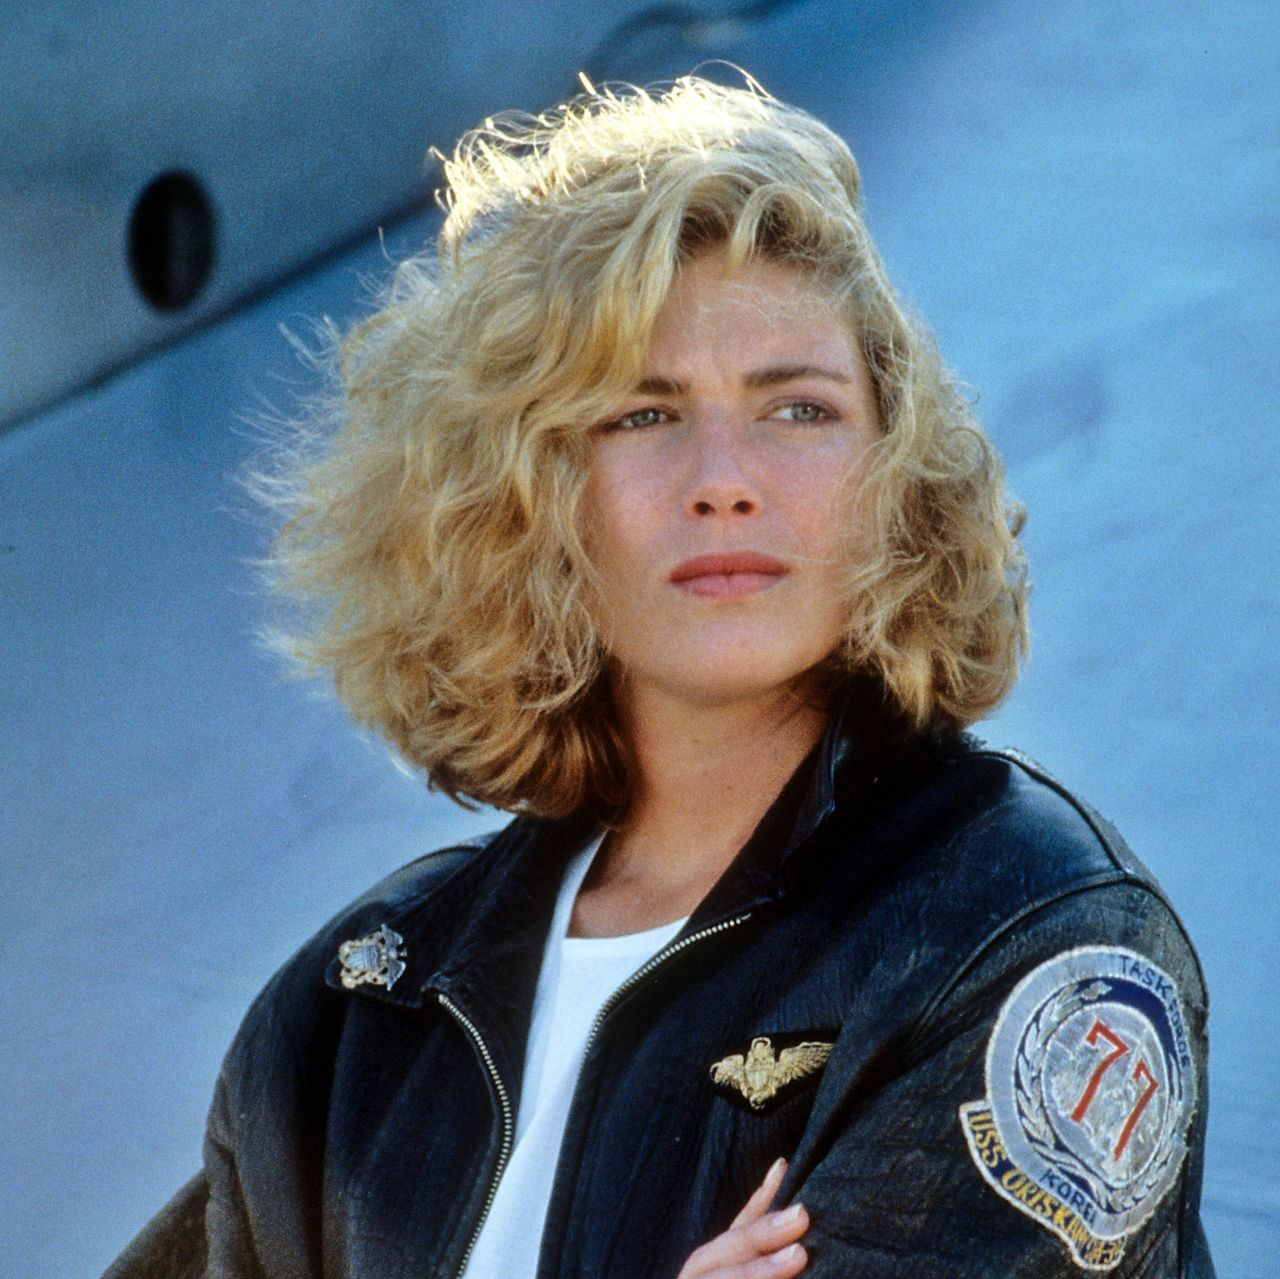 TASK FORCE
77
KOREA
USS ORISKANY